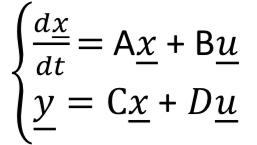 dx/dt = Ax + Bu
y = Cx + Du